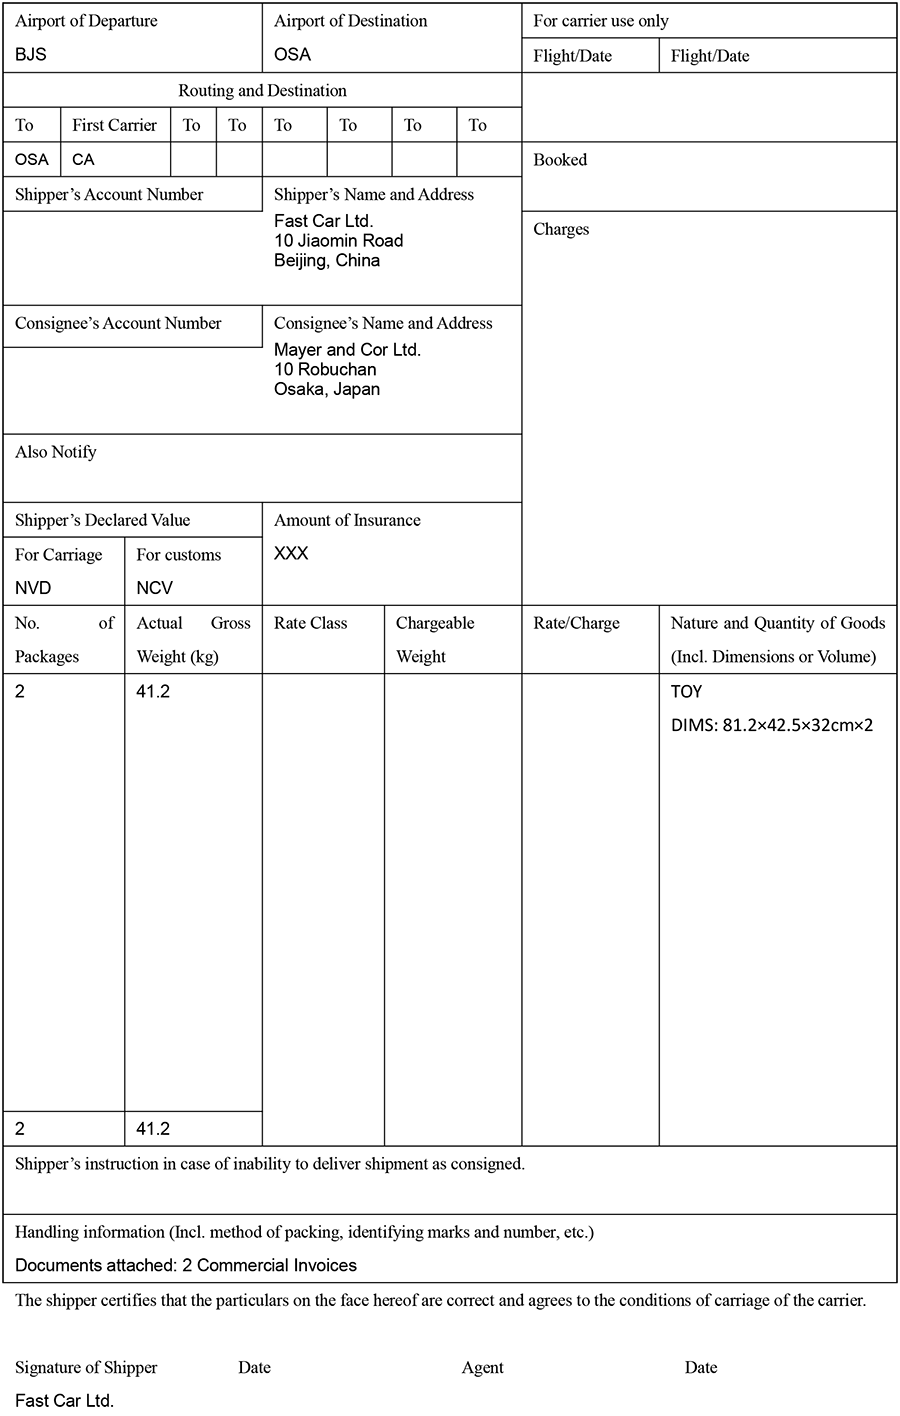 Airport of Departure
BJS
Airport of Destination
OSA
For carrier use only
Flight/Date
Flight/Date
Routing and Destination
To
First Carrier
To
To
To
To
To
To
OSA
CA
Booked
Shipper’s Account Number
Shipper’s Name and Address
Fast Car Ltd.
10 Jiaomin Road
Beijing, China
Charges
Consignee’s Account Number
Consignee’s Name and Address
Mayer and Cor Ltd.
10 Robuchan
Osaka, Japan
Also Notify
Shipper’s Declared Value
For Carriage
NVD
For customs
NCV
Amount of Insurance
XXX
No. of
Packages
Actual Gross
Weight (kg)
Rate Class
Chargeable
Weight
Rate/Charge
Nature and Quantity of Goods
(Incl. Dimensions or Volume)
2
41.2
TOY
DIMS: 81.2×42.5×32cm×2
2
41.2
Shipper’s instruction in case of inability to deliver shipment as consigned.
Handling information (Incl. method of packing, identifying marks and number, etc.)
Documents attached: 2 Commercial Invoices
The shipper certifies that the particulars on the face hereof are correct and agrees to the conditions of carriage of the carrier.
Signature of Shipper
Date
Agent
Date
Fast Car Ltd.